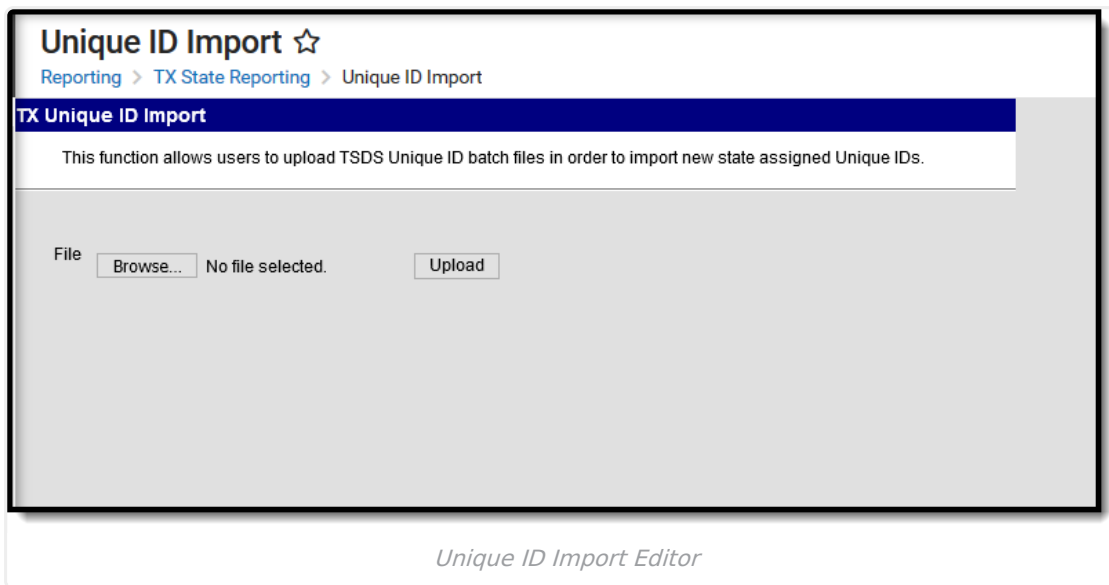 Unique ID Import ☆
Reporting > TX State Reporting > Unique ID Import
TX Unique ID Import
This function allows users to upload TSDS Unique ID batch files in order to import new state assigned Unique IDs.
File Browse... No file selected. Upload
Unique ID Import Editor